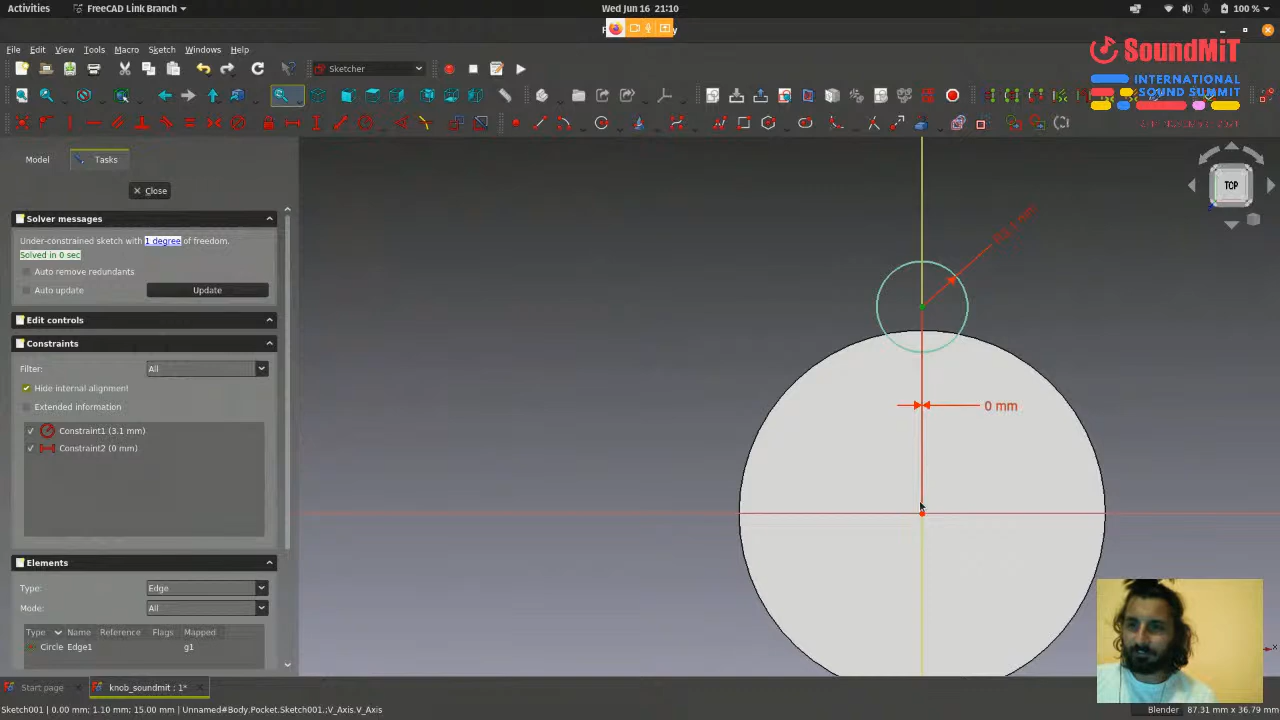 Activities
FreeCAD Link Branch
Wed Jun 16 21:10
100 %
File Edit View Tools Macro Sketch Windows Help
SoundMiT
INTERNATIONAL
SOUND SUMMIT
Sketcher
Model
Tasks
Close
TOP
Solver messages
Under-constrained sketch with 1 degree of freedom.
Solved in 0 sec
Auto remove redundants
Auto update
Update
Edit controls
Constraints
Filter:
All
Hide internal alignment
Extended information
0 mm
Constraint1 (3.1 mm)
Constraint2 (0 mm)
Elements
Type:
Edge
Mode:
All
Type Name Reference Flags Mapped
Circle Edge1 g1
Start page
knob_soundmit : 1*
Sketch001 | 0.00 mm; 1.10 mm; 15.00 mm | Unnamed#Body.Pocket.Sketch001.;V_Axis.V_Axis
Blender
87.31 mm x 36.79 mm